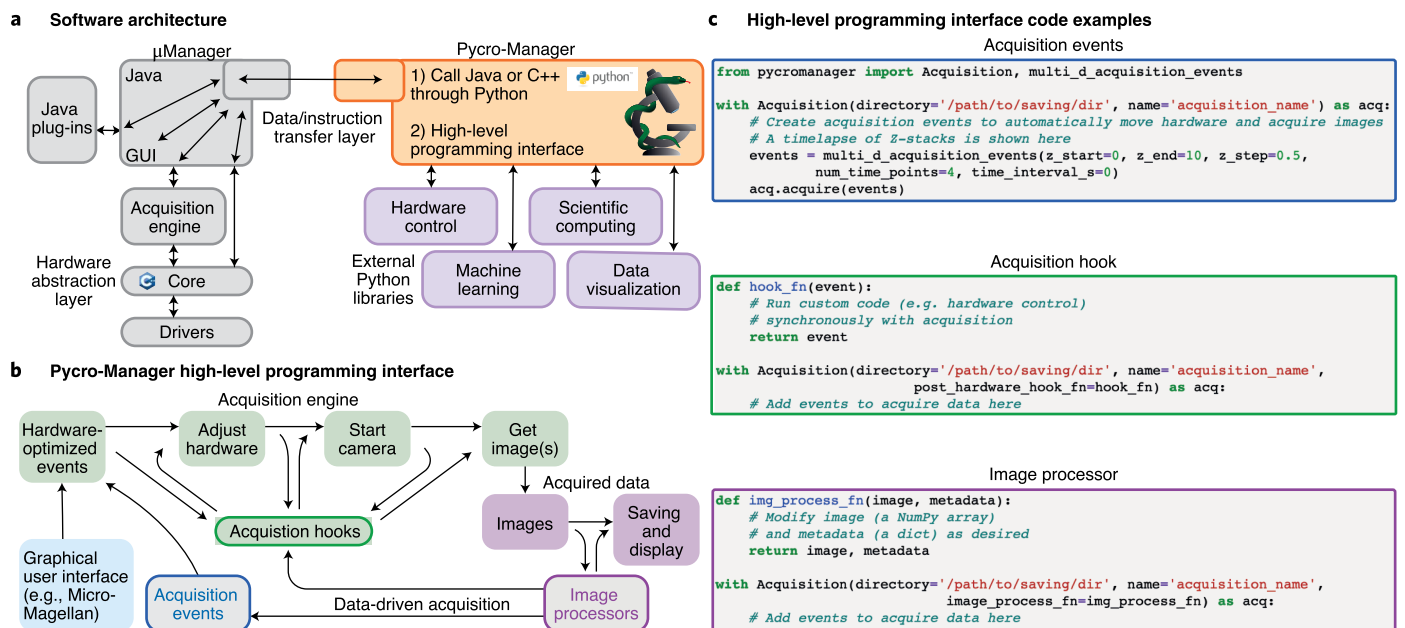 a Software architecture
µManager
Java
GUI
Java
plug-ins
Data/instruction
transfer layer
Acquisition
engine
Hardware
abstraction
layer
Core
Drivers
Pycro-Manager
1) Call Java or C++
through Python
2) High-level
programming interface
python
Hardware
control
Scientific
computing
External
Python
libraries
Machine
learning
Data
visualization
b Pycro-Manager high-level programming interface
Acquisition engine
Hardware-
optimized
events
Adjust
hardware
Start
camera
Get
image(s)
Acquired data
Images
Saving
and
display
Acquistion hooks
Graphical
user interface
(e.g., Micro-
Magellan)
Acquisition
events
Data-driven acquisition
Image
processors
c High-level programming interface code examples
Acquisition events
from pycromanager import Acquisition, multi_d_acquisition_events
with Acquisition(directory='/path/to/saving/dir', name='acquisition_name') as acq:
# Create acquisition events to automatically move hardware and acquire images
# A timelapse of Z-stacks is shown here
events = multi_d_acquisition_events(z_start=0, z_end=10, z_step=0.5,
num_time_points=4, time_interval_s=0)
acq.acquire(events)
Acquisition hook
def hook_fn(event):
# Run custom code (e.g. hardware control)
# synchronously with acquisition
return event
with Acquisition(directory='/path/to/saving/dir', name='acquisition_name',
post_hardware_hook_fn=hook_fn) as acq:
# Add events to acquire data here
Image processor
def img_process_fn(image, metadata):
# Modify image (a NumPy array)
# and metadata (a dict) as desired
return image, metadata
with Acquisition(directory='/path/to/saving/dir', name='acquisition_name',
image_process_fn=img_process_fn) as acq:
# Add events to acquire data here